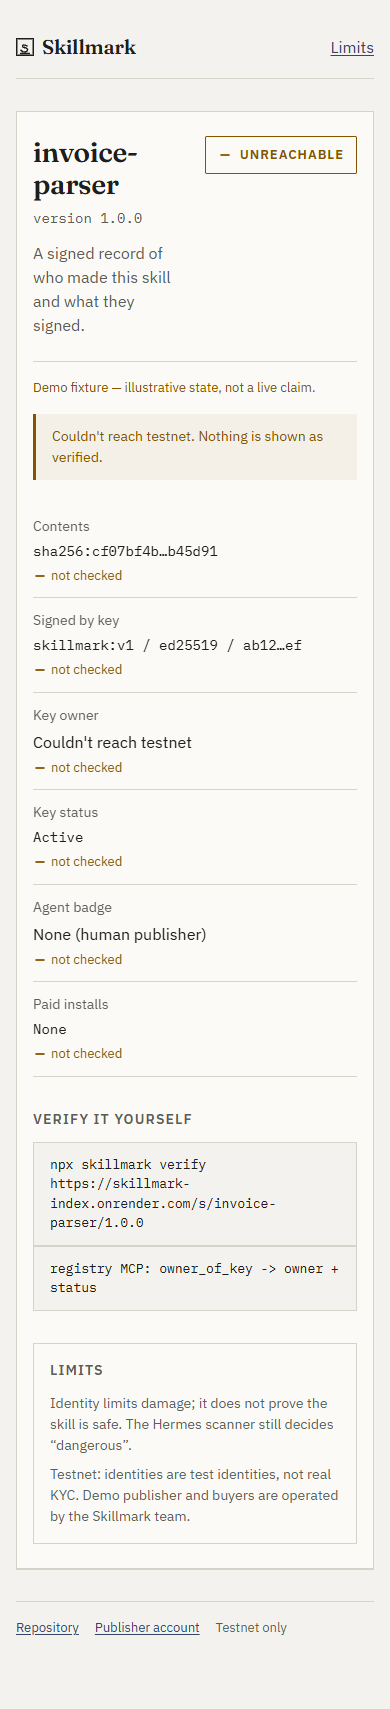 Skillmark
Limits
invoice-
parser
— UNREACHABLE
version 1.0.0
A signed record of
who made this skill
and what they
signed.
Demo fixture — illustrative state, not a live claim.
Couldn't reach testnet. Nothing is shown as
verified.
Contents
sha256:cf07bf4b…b45d91
— not checked
Signed by key
skillmark:v1 / ed25519 / ab12…ef
— not checked
Key owner
Couldn't reach testnet
— not checked
Key status
Active
— not checked
Agent badge
None (human publisher)
— not checked
Paid installs
None
— not checked
VERIFY IT YOURSELF
npx skillmark verify
https://skillmark-
index.onrender.com/s/invoice-
parser/1.0.0
registry MCP: owner_of_key -> owner +
status
LIMITS
Identity limits damage; it does not prove the
skill is safe. The Hermes scanner still decides
“dangerous”.
Testnet: identities are test identities, not real
KYC. Demo publisher and buyers are operated
by the Skillmark team.
Repository
Publisher account
Testnet only